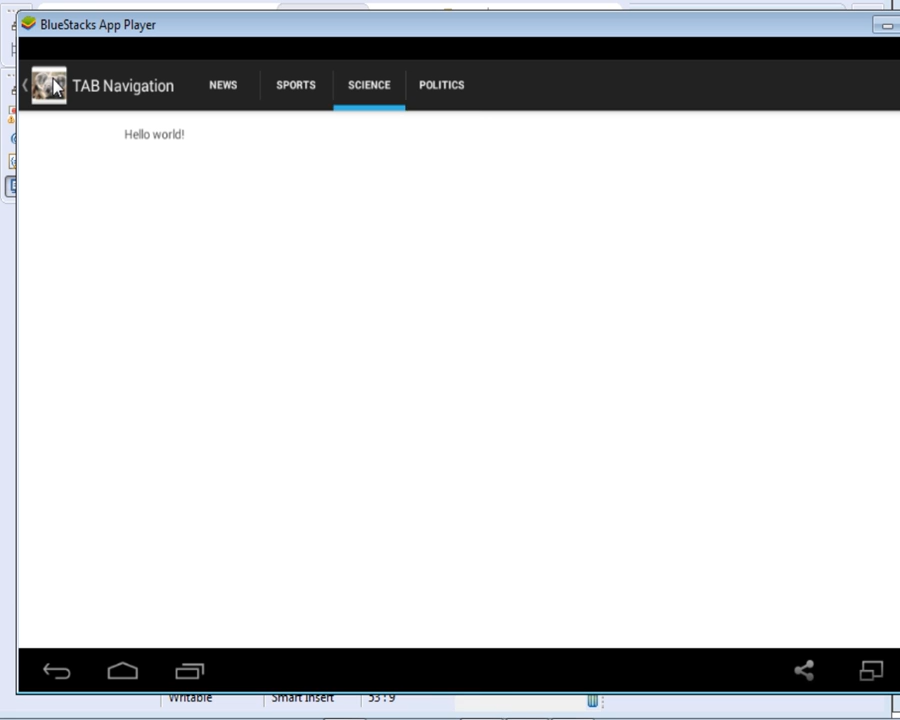 BlueStacks App Player
TAB Navigation NEWS SPORTS SCIENCE POLITICS
Hello world!
Writable Smart Insert 53 : 9